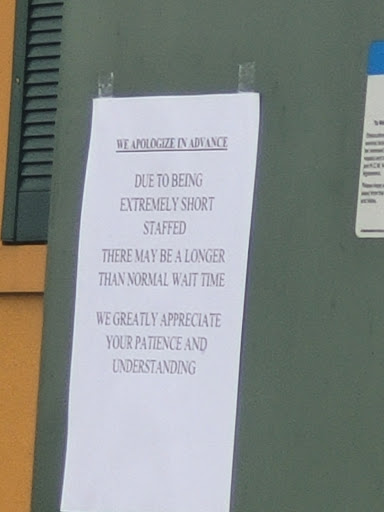 WE APOLOGIZE IN ADVANCE
DUE TO BEING
EXTREMELY SHORT
STAFFED
THERE MAY BE A LONGER
THAN NORMAL WAIT TIME
WE GREATLY APPRECIATE
YOUR PATIENCE AND
UNDERSTANDING